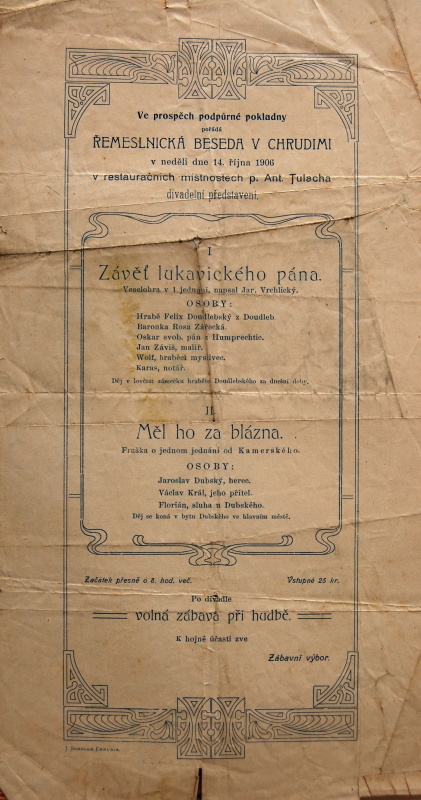 Ve prospěch podpůrné pokladny
pořádá
ŘEMESLNICKÁ BESEDA V CHRUDIMI
v neděli dne 14. října 1906
v restauračních místnostech p. Ant. Tulacha
divadelní představení.
I
Závěť lukavického pána.
Veselohra v 1 jednání, napsal Jar. Vrchlický.
OSOBY:
Hrabě Felix Doudlebský z Doudleb.
Baronka Rosa Zářecká.
Oskar svob. pán z Humprechtic.
Jan Záviš, malíř.
Wolf, hraběcí myslivec.
Karas, notář.
Děj v lovčím zámečku hraběte Doudlebského za dnešní doby.
II.
Měl ho za blázna.
Fraška o jednom jednání od Kamerského.
OSOBY:
Jaroslav Dubský, herec.
Václav Král, jeho přítel.
Florián, sluha u Dubského.
Děj se koná v bytu Dubského ve hlavním městě.
Začátek přesně o 8. hod. več. Vstupné 25 kr.
Po divadle
volná zábava při hudbě.
K hojné účasti zve
Zábavní výbor.